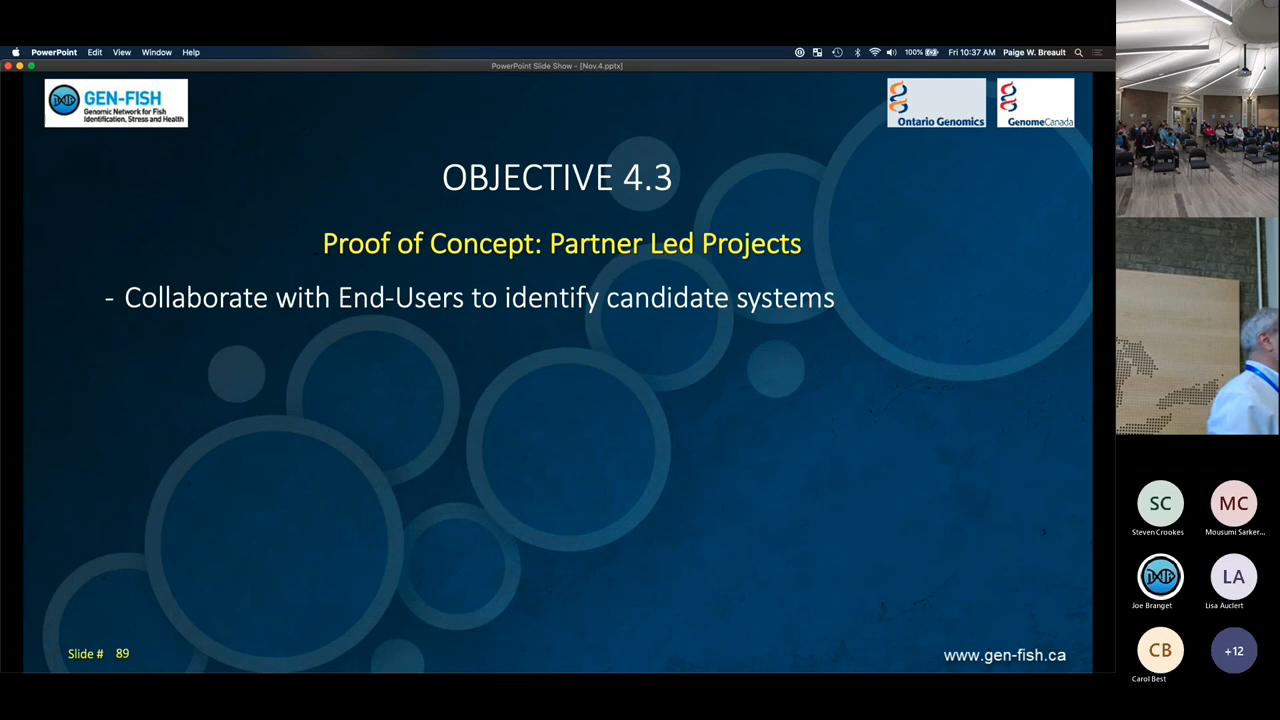 PowerPoint Edit View Window Help
100% Fri 10:37 AM Paige W. Breault
PowerPoint Slide Show - [Nov.4.pptx]
GEN-FISH
Genomic Network for Fish
Identification, Stress and Health
Ontario Genomics
GenomeCanada
OBJECTIVE 4.3
Proof of Concept: Partner Led Projects
- Collaborate with End-Users to identify candidate systems
Slide # 89
www.gen-fish.ca
SC
Steven Crookes
MC
Mousumi Sarker...
Joe Branget
LA
Lisa Auclert
CB
Carol Best
+12